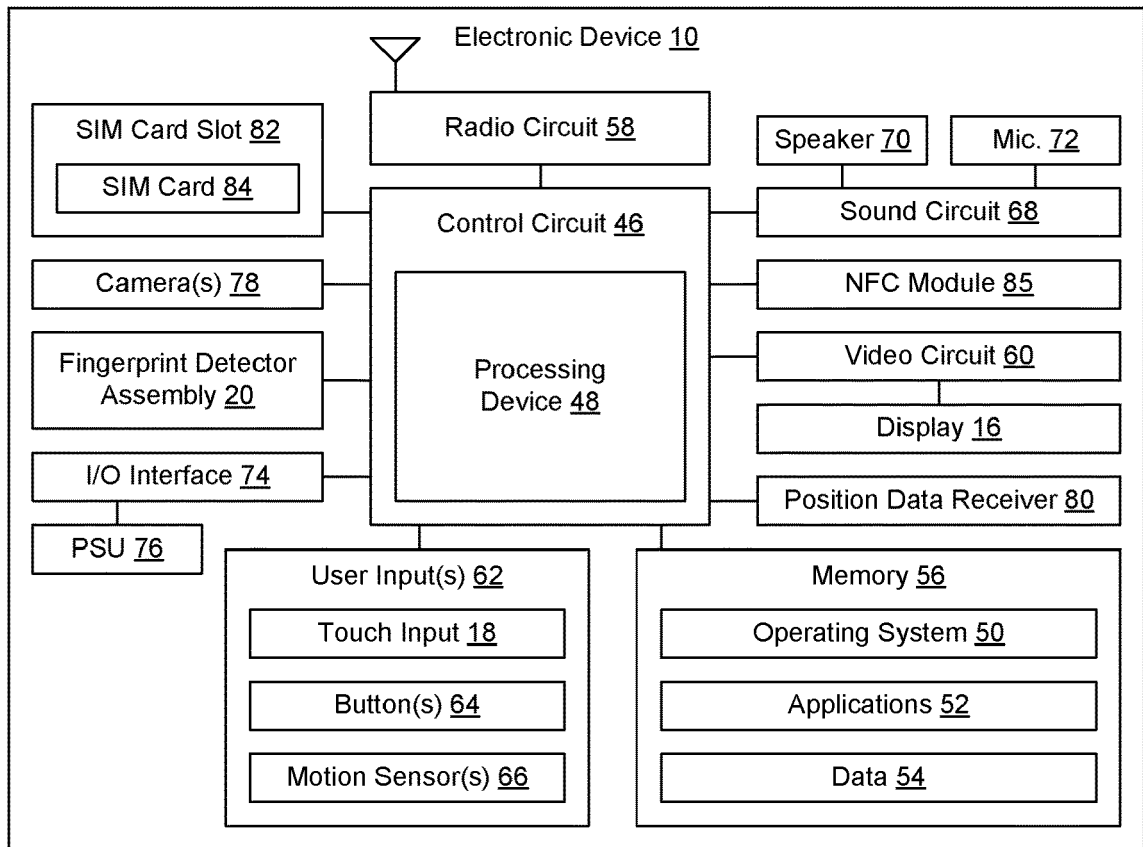 Electronic Device 10
SIM Card Slot 82
SIM Card 84
Radio Circuit 58
Speaker 70
Mic. 72
Control Circuit 46
Sound Circuit 68
Camera(s) 78
NFC Module 85
Fingerprint Detector
Assembly 20
Processing
Device 48
Video Circuit 60
Display 16
I/O Interface 74
Position Data Receiver 80
PSU 76
User Input(s) 62
Touch Input 18
Button(s) 64
Motion Sensor(s) 66
Memory 56
Operating System 50
Applications 52
Data 54